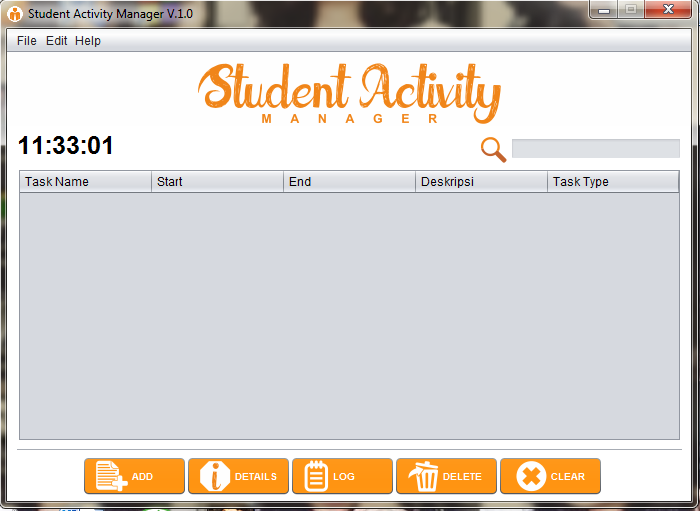 Student Activity Manager V.1.0
File Edit Help
Student Activity
MANAGER
11:33:01
Task Name Start End Deskripsi Task Type
ADD DETAILS LOG DELETE CLEAR